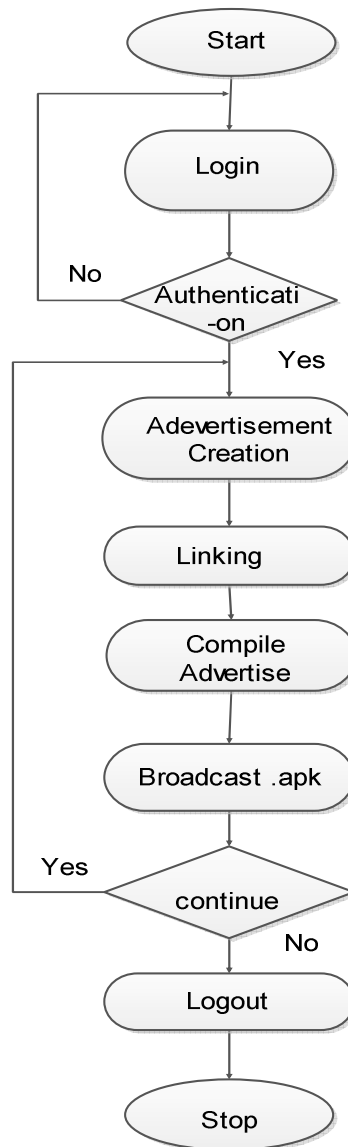 Start
Login
No
Authenticati
-on
Yes
Adevertisement
Creation
Linking
Compile
Advertise
Broadcast .apk
Yes
continue
No
Logout
Stop